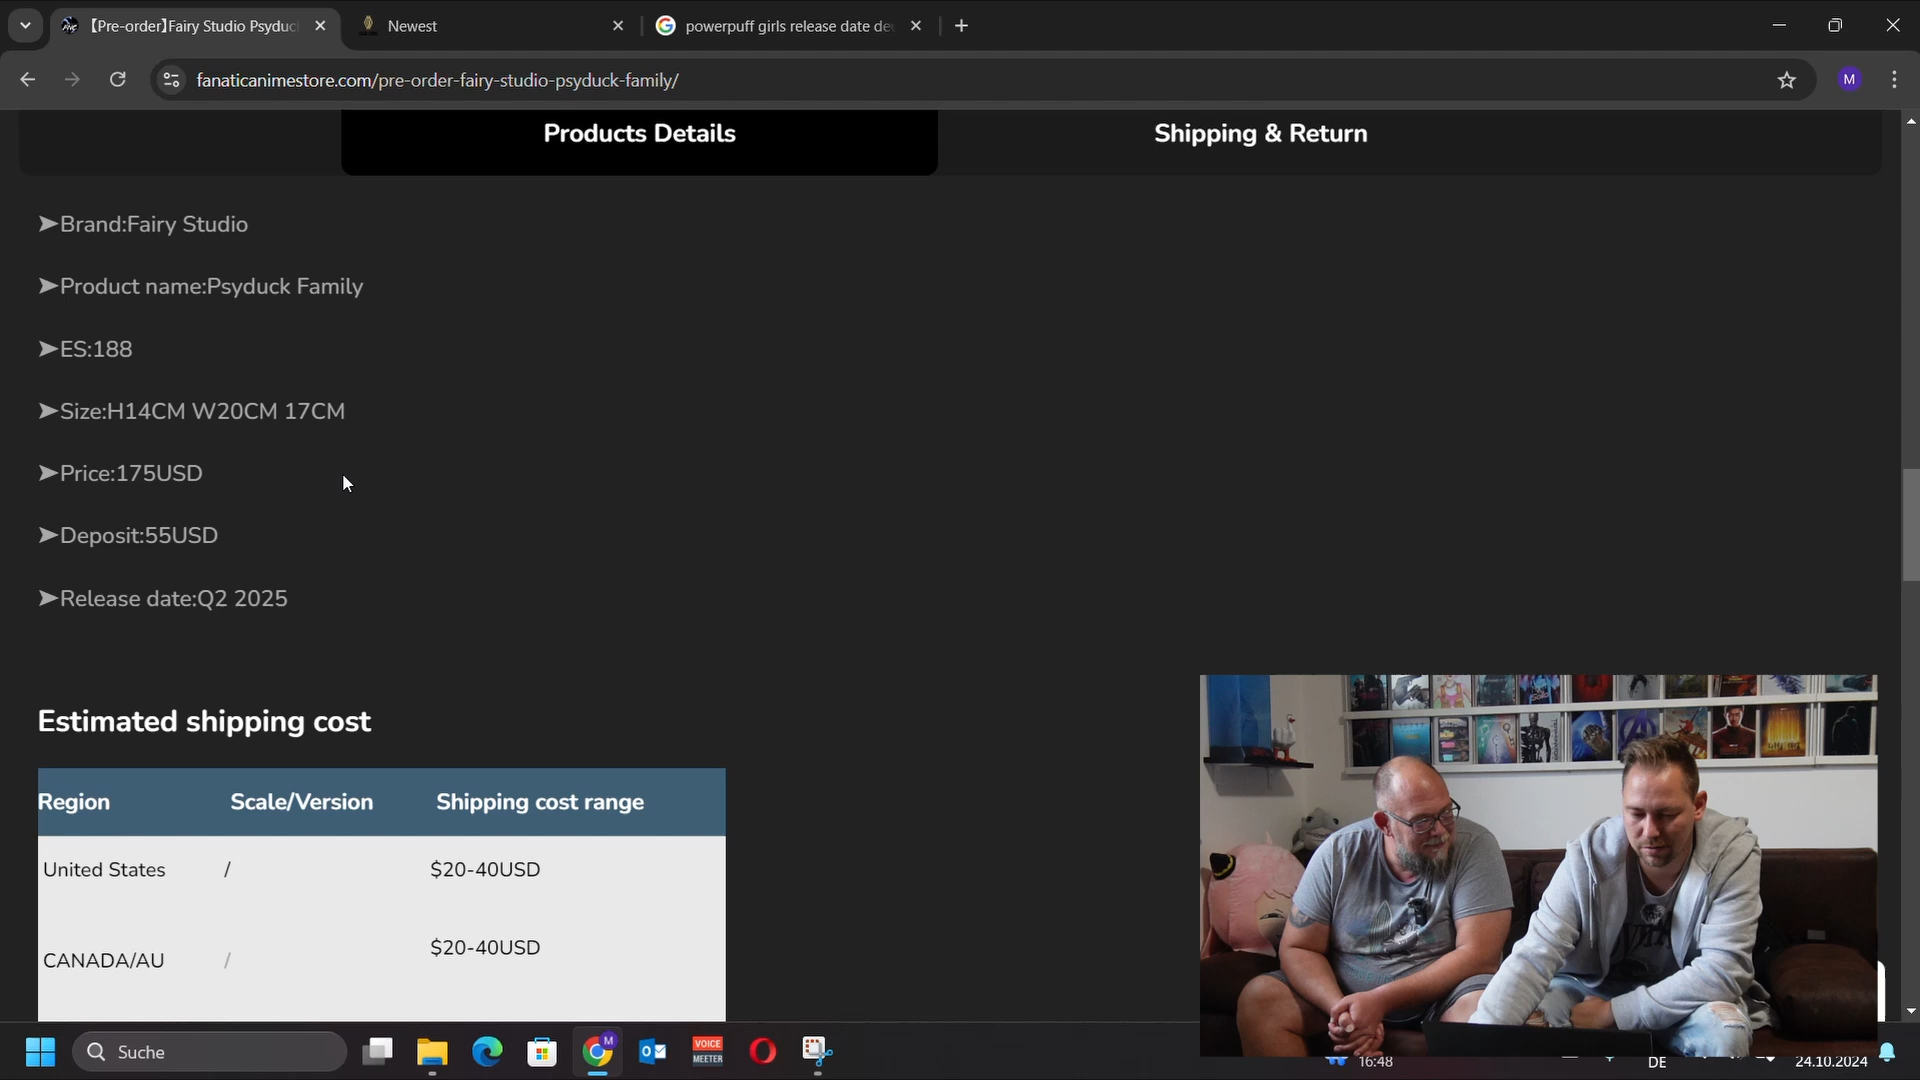 【Pre-order】Fairy Studio Psyduc
Newest
powerpuff girls release date de
fanaticanimestore.com/pre-order-fairy-studio-psyduck-family/
M
Products Details
Shipping & Return
➤Brand:Fairy Studio
➤Product name:Psyduck Family
➤ES:188
➤Size:H14CM W20CM 17CM
➤Price:175USD
➤Deposit:55USD
➤Release date:Q2 2025
Estimated shipping cost
Region Scale/Version Shipping cost range
United States / $20-40USD
CANADA/AU / $20-40USD
Suche
M
VOICE
MEETER
16:48
DE
24.10.2024